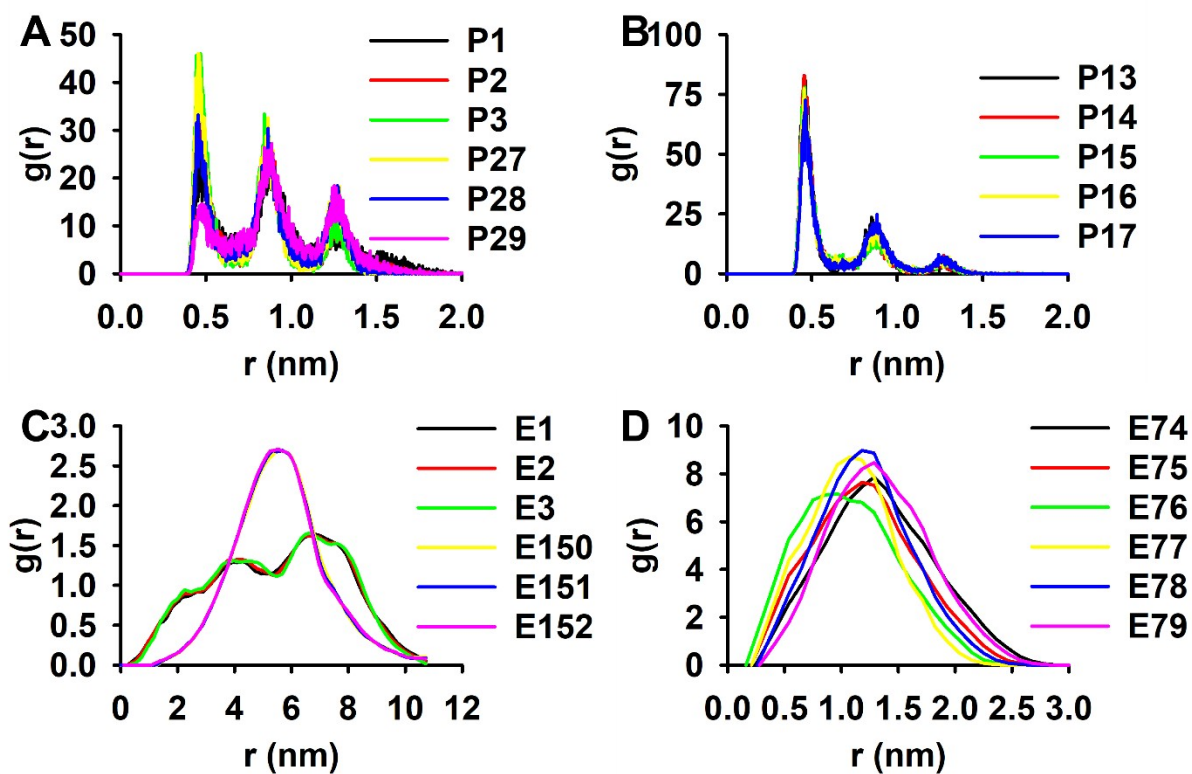 A
50
40
30
20
10
0
g(r)
0.0 0.5 1.0 1.5 2.0
r (nm)
P1
P2
P3
P27
P28
P29
B
100
75
50
25
0
g(r)
0.0 0.5 1.0 1.5 2.0
r (nm)
P13
P14
P15
P16
P17
C
3.0
2.5
2.0
1.5
1.0
0.5
0.0
g(r)
0 2 4 6 8 10 12
r (nm)
E1
E2
E3
E150
E151
E152
D
10
8
6
4
2
0
g(r)
0.0 0.5 1.0 1.5 2.0 2.5 3.0
r (nm)
E74
E75
E76
E77
E78
E79